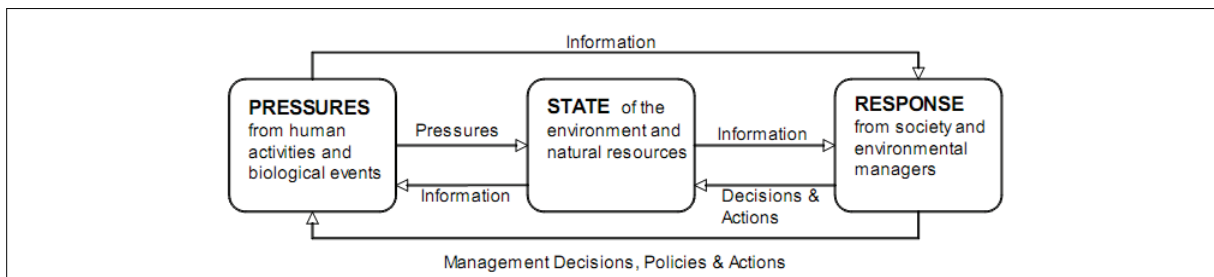 Information
PRESSURES
from human
activities and
biological events
Pressures
Information
STATE of the
environment and
natural resources
Information
Decisions &
Actions
RESPONSE
from society and
environmental
managers
Management Decisions, Policies & Actions